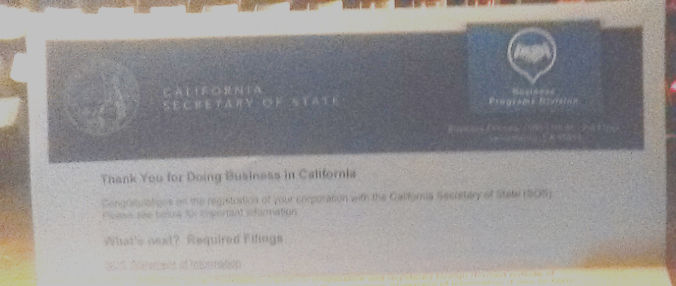 CALIFORNIA
SECRETARY OF STATE
Business
Programs Division
Thank You for Doing Business in California
Congratulations on the registration of your corporation with the California Secretary of State (SOS).
Please see below for important information
What's next? Required Filings
Statement of Information